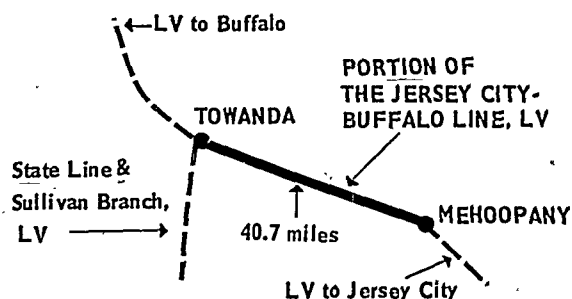 LV to Buffalo
PORTION OF
THE JERSEY CITY-
BUFFALO LINE, LV
TOWANDA
State Line &
Sullivan Branch,
LV
40.7 miles
MEHOOPANY
LV to Jersey City